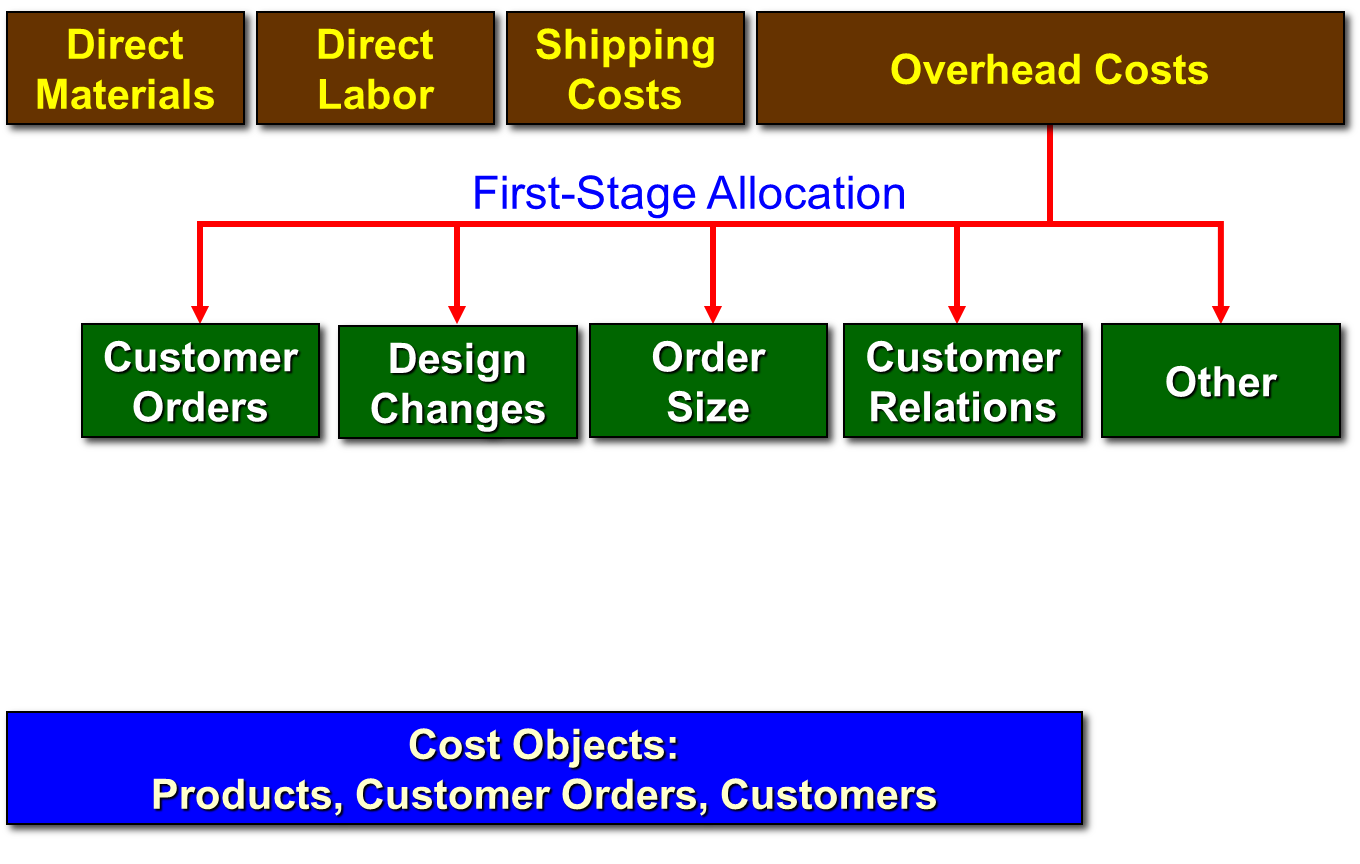 Direct
Materials
Direct
Labor
Shipping
Costs
Overhead Costs
First-Stage Allocation
Customer
Orders
Design
Changes
Order
Size
Customer
Relations
Other
Cost Objects:
Products, Customer Orders, Customers